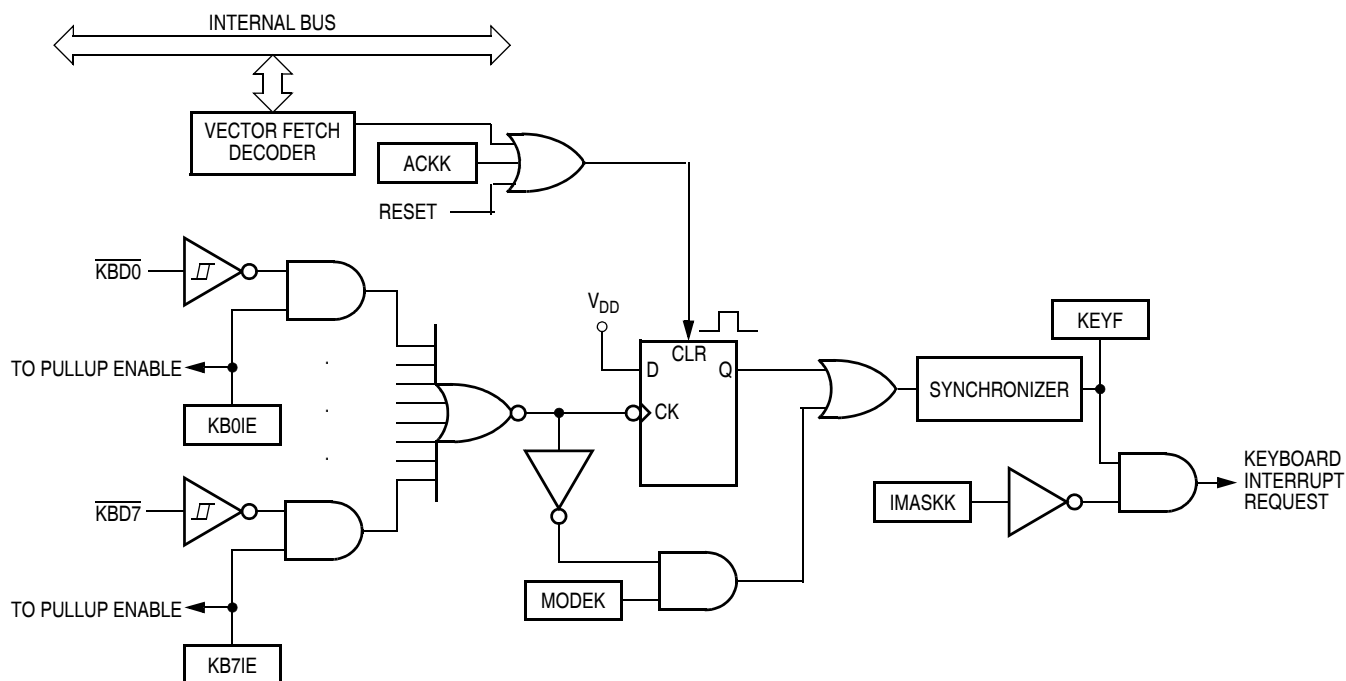 INTERNAL BUS
VECTOR FETCH
DECODER
ACKK
RESET
KBD0
VDD
KEYF
CLR
D
Q
TO PULLUP ENABLE
SYNCHRONIZER
CK
KB0IE
KEYBOARD
INTERRUPT
REQUEST
IMASKK
KBD7
MODEK
TO PULLUP ENABLE
KB7IE